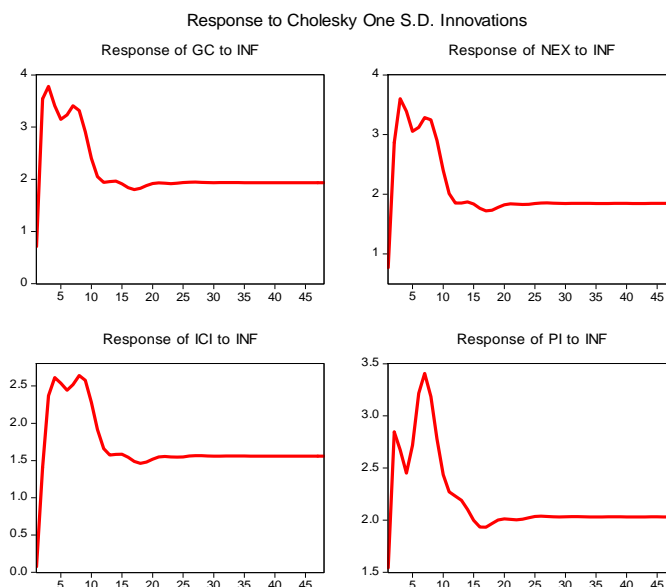 Response to Cholesky One S.D. Innovations
Response of GC to INF
Response of NEX to INF
4
3
2
1
0
5 10 15 20 25 30 35 40 45
4
3
2
1
5 10 15 20 25 30 35 40 45
Response of ICI to INF
Response of PI to INF
2.5
2.0
1.5
1.0
0.5
0.0
5 10 15 20 25 30 35 40 45
3.5
3.0
2.5
2.0
1.5
5 10 15 20 25 30 35 40 45